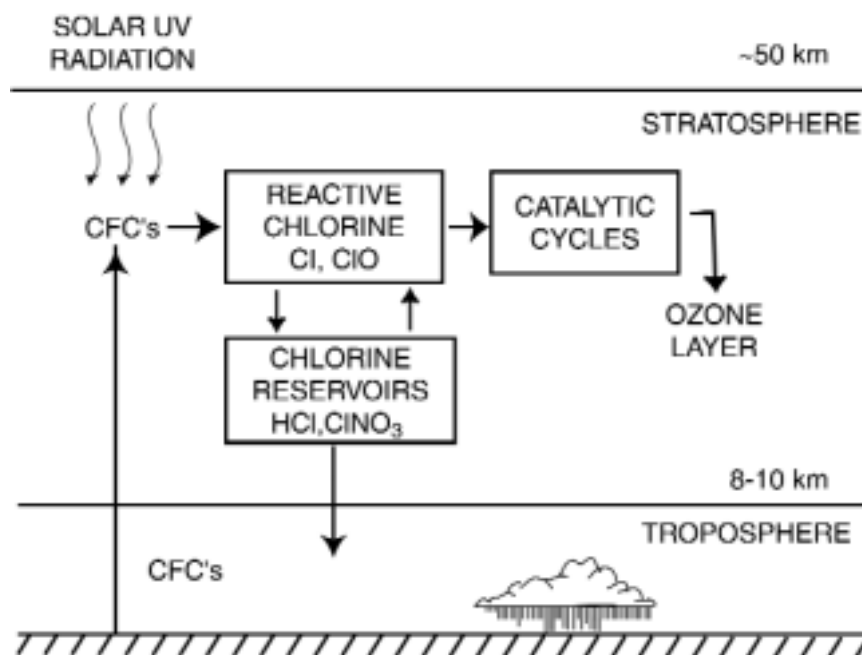 SOLAR UV
RADIATION
~50 km
STRATOSPHERE
CFC's
REACTIVE
CHLORINE
Cl, ClO
CATALYTIC
CYCLES
OZONE
LAYER
CHLORINE
RESERVOIRS
HCl,ClNO₃
8-10 km
TROPOSPHERE
CFC's